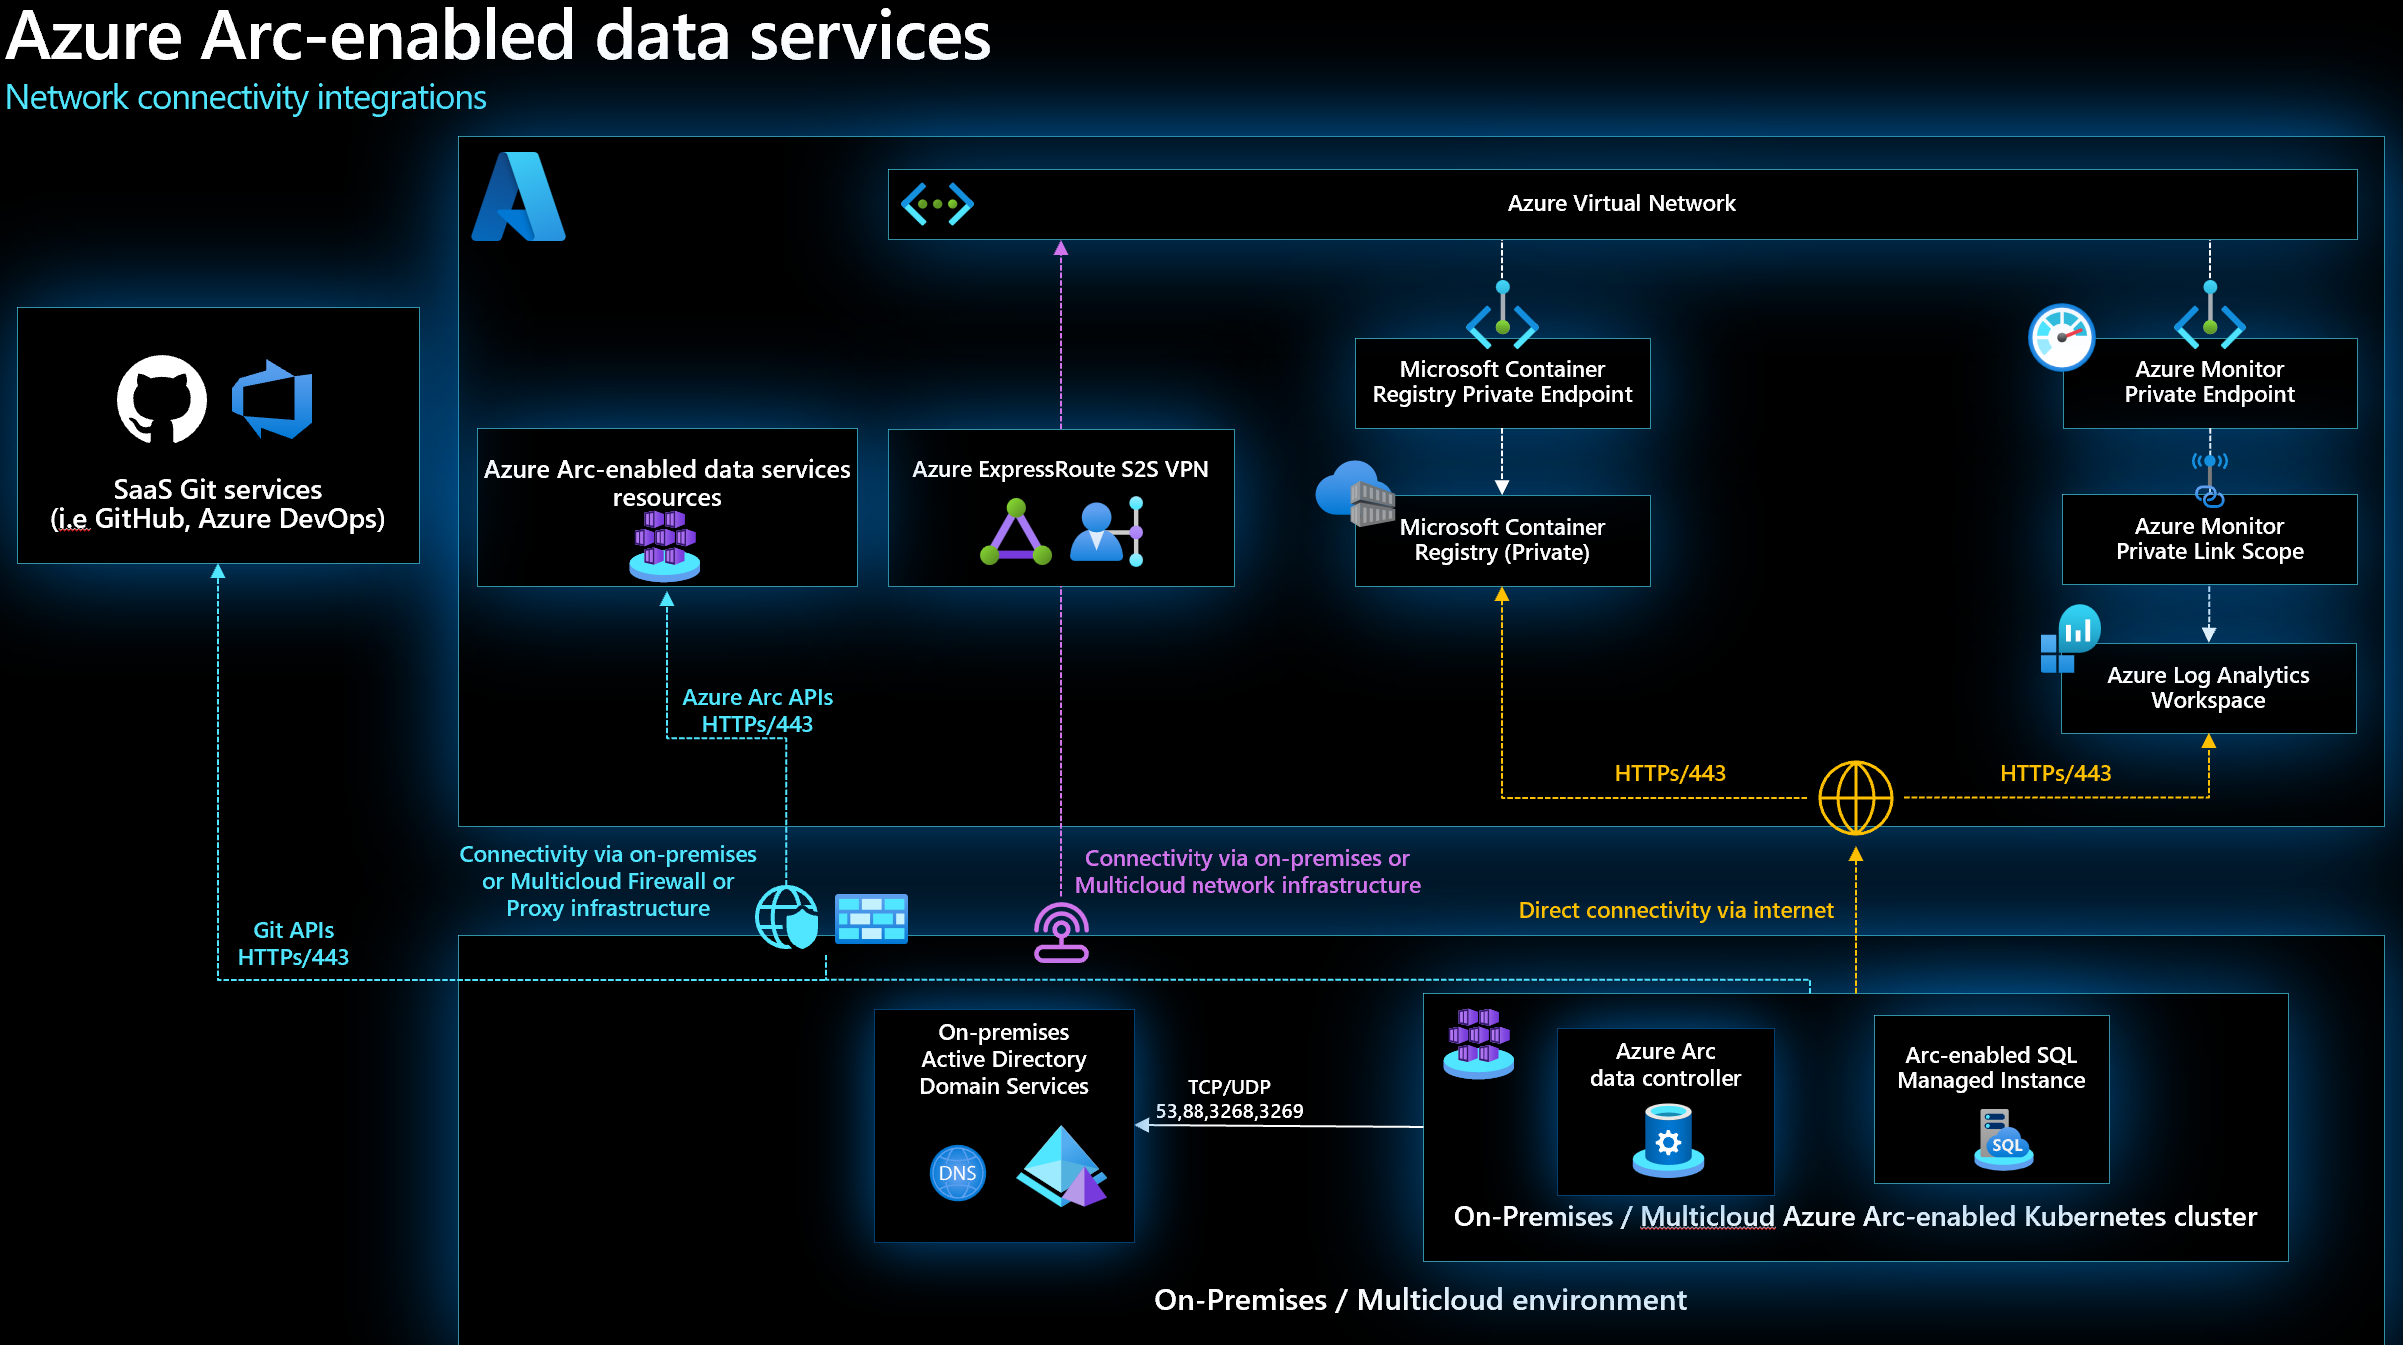 Azure Arc-enabled data services
Network connectivity integrations
Azure Virtual Network
Microsoft Container
Registry Private Endpoint
Azure Monitor
Private Endpoint
SaaS Git services
(i.e GitHub, Azure DevOps)
Azure Arc-enabled data services
resources
Azure ExpressRoute S2S VPN
Microsoft Container
Registry (Private)
Azure Monitor
Private Link Scope
Azure Log Analytics
Workspace
Azure Arc APIs
HTTPs/443
HTTPs/443
HTTPs/443
Connectivity via on-premises
or Multicloud Firewall or
Proxy infrastructure
Connectivity via on-premises or
Multicloud network infrastructure
Direct connectivity via internet
Git APIs
HTTPs/443
On-premises
Active Directory
Domain Services
DNS
TCP/UDP
53,88,3268,3269
Azure Arc
data controller
Arc-enabled SQL
Managed Instance
SQL
On-Premises / Multicloud Azure Arc-enabled Kubernetes cluster
On-Premises / Multicloud environment